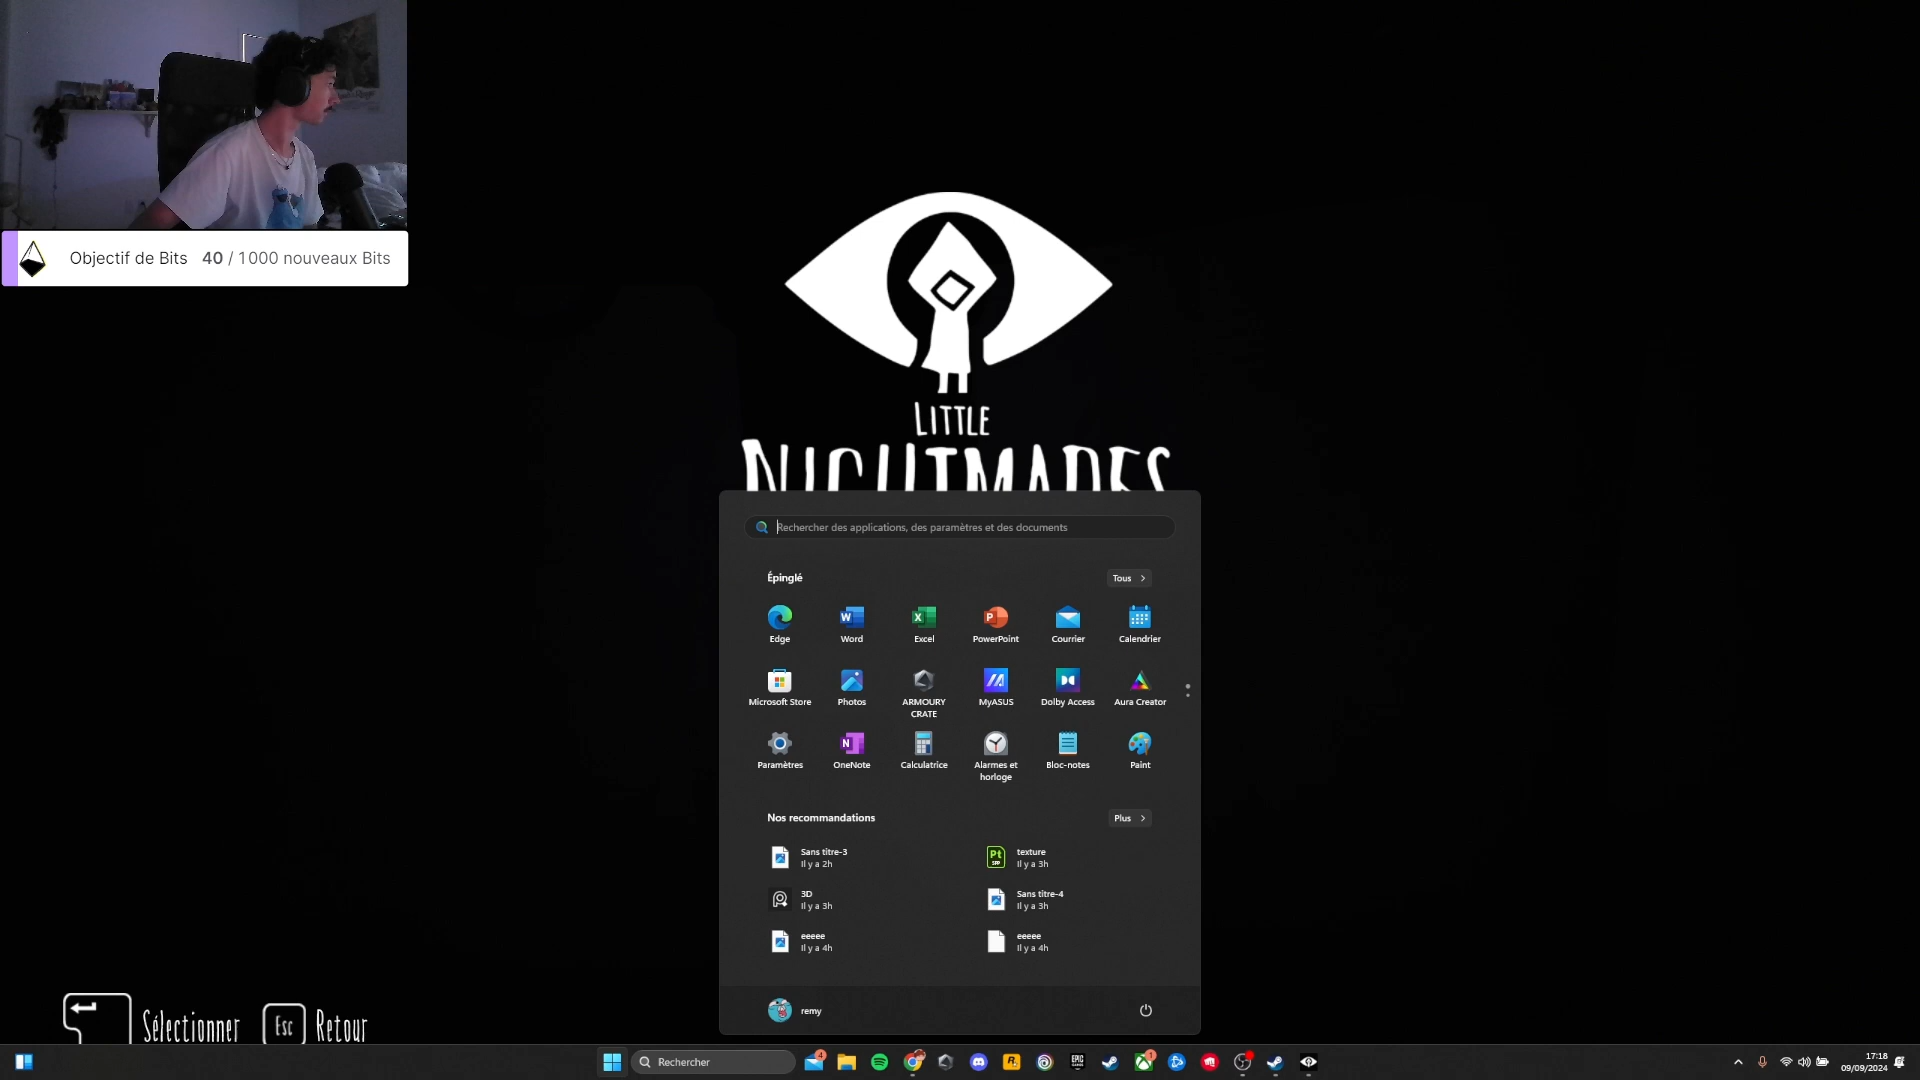 Objectif de Bits 40 / 1000 nouveaux Bits
LITTLE
NIGHTMARES
Rechercher des applications, des paramètres et des documents
Épinglé
Tous
Edge
Word
Excel
PowerPoint
Courrier
Calendrier
Microsoft Store
Photos
ARMOURY
CRATE
MyASUS
Dolby Access
Aura Creator
Paramètres
OneNote
Calculatrice
Alarmes et
horloge
Bloc-notes
Paint
Nos recommandations
Plus
Sans titre-3
Il y a 2h
texture
Il y a 3h
3D
Il y a 3h
Sans titre-4
Il y a 3h
eeeee
Il y a 4h
eeeee
Il y a 4h
remy
Sélectionner
Esc
Retour
Rechercher
17:18
09/09/2024